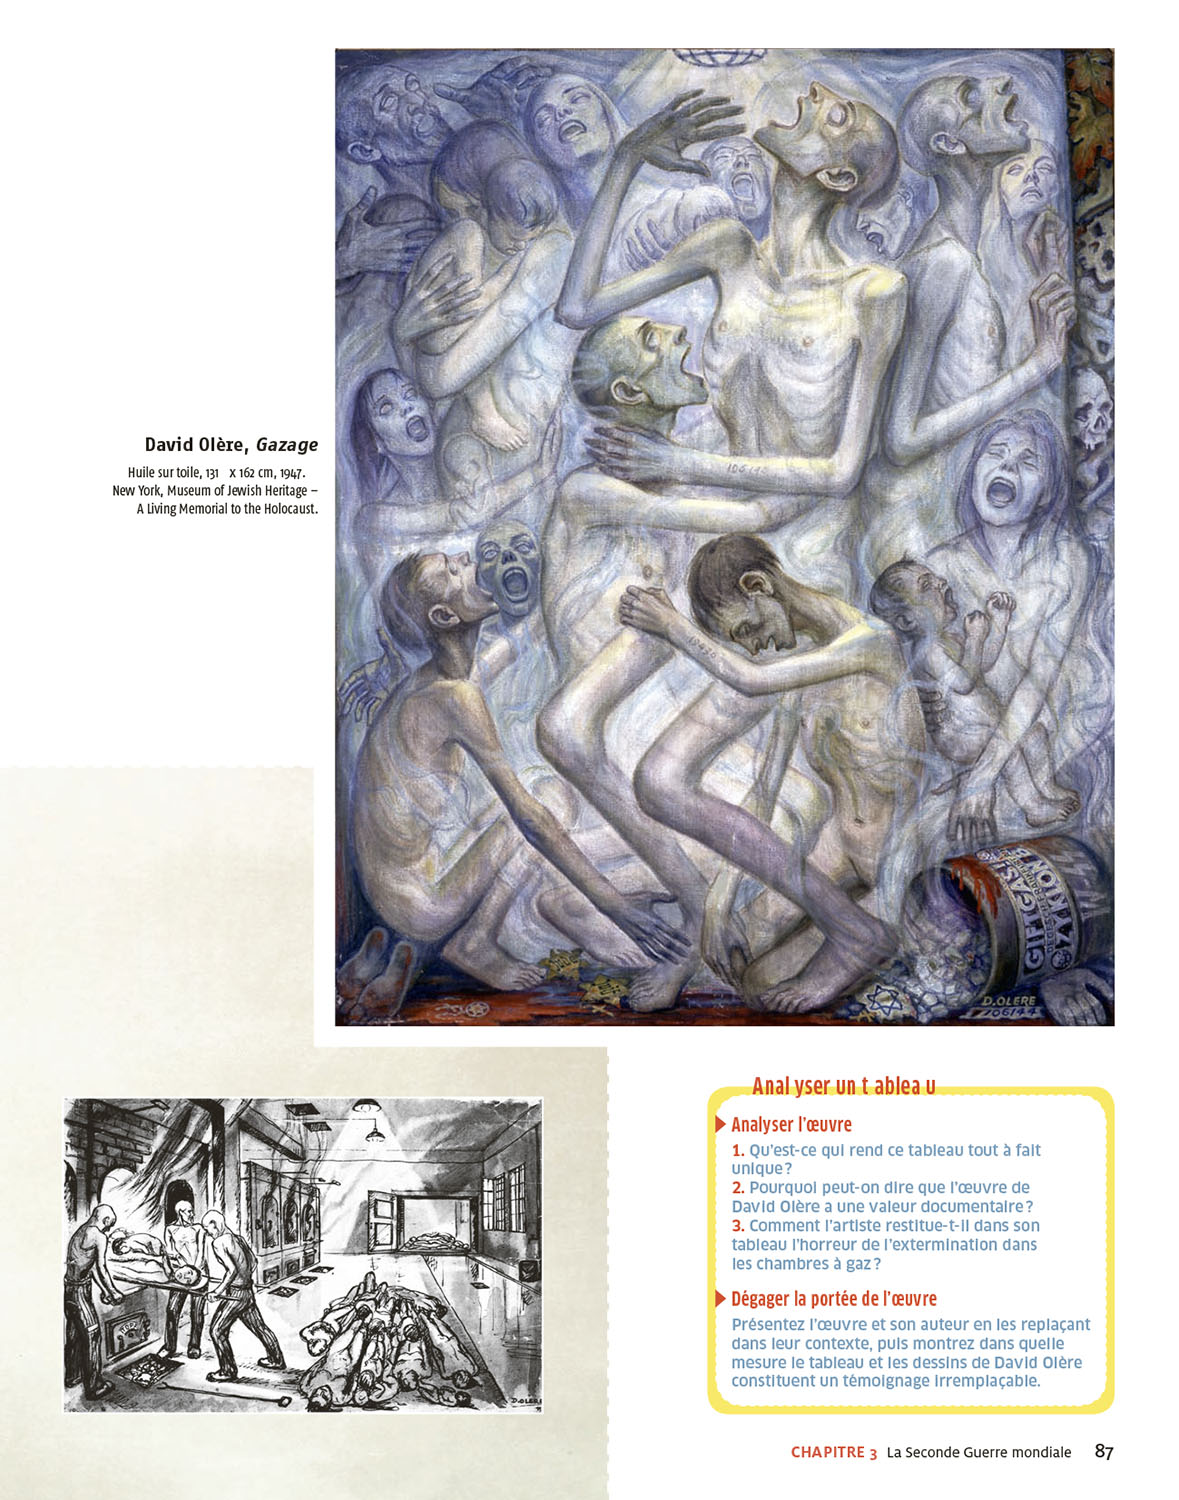 David Olère, Gazage
Huile sur toile, 131 x 162 cm, 1947.
New York, Museum of Jewish Heritage –
A Living Memorial to the Holocaust.
10614
GIFTGAS!
ZYKLON B
D.OLERE
106144
D.OLERE
Anal yser un t ablea u
Analyser l'œuvre
1. Qu'est-ce qui rend ce tableau tout à fait
unique ?
2. Pourquoi peut-on dire que l'œuvre de
David Olère a une valeur documentaire ?
3. Comment l'artiste restitue-t-il dans son
tableau l'horreur de l'extermination dans
les chambres à gaz ?
Dégager la portée de l'œuvre
Présentez l'œuvre et son auteur en les replaçant
dans leur contexte, puis montrez dans quelle
mesure le tableau et les dessins de David Olère
constituent un témoignage irremplaçable.
CHAPITRE 3 La Seconde Guerre mondiale 87